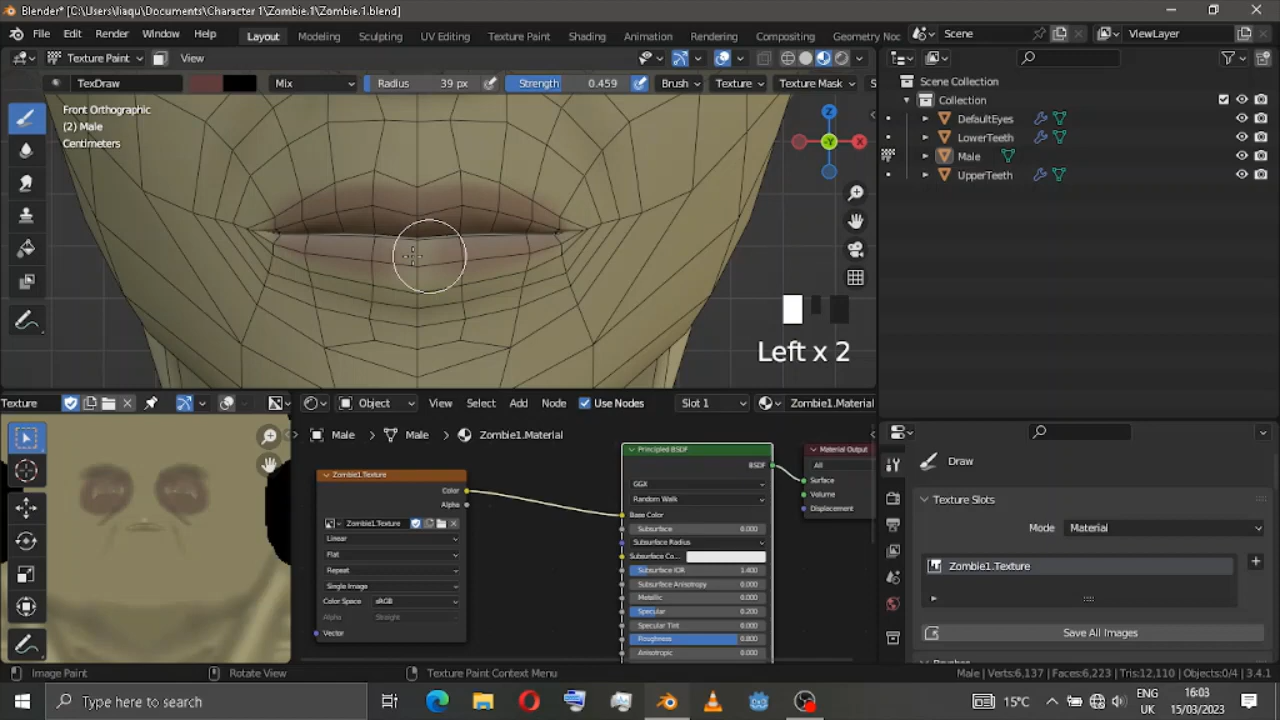 Blender* [C:\Users\liaqu\Documents\Character 1\Zombie.1\Zombie.1.blend]
File Edit Render Window Help Layout Modeling Sculpting UV Editing Texture Paint Shading Animation Rendering Compositing Geometry Noc Scene ViewLayer
Texture Paint View
TexDraw Mix Radius 39 px Strength 0.459 Brush Texture Texture Mask S
Front Orthographic
(2) Male
Centimeters
Z
X
-Y
Left x 2
Scene Collection
Collection
DefaultEyes
LowerTeeth
Male
UpperTeeth
Texture Object View Select Add Node Use Nodes Slot 1 Zombie1.Material
Male Male Zombie1.Material
Zombie1.Texture
Color
Alpha
Zombie1.Texture
Linear
Flat
Repeat
Single Image
Color Space sRGB
Alpha Straight
Vector
Principled BSDF
BSDF
GGX
Random Walk
Base Color
Subsurface 0.000
Subsurface Radius
Subsurface Co...
Subsurface IOR 1.400
Subsurface Anisotropy 0.000
Metallic 0.000
Specular 0.200
Specular Tint 0.000
Roughness 0.800
Anisotropic 0.000
Material Output
All
Surface
Volume
Displacement
Draw
Texture Slots
Mode Material
Zombie1.Texture
Save All Images
Image Paint Rotate View Texture Paint Context Menu Male | Verts:6,137 | Faces:6,223 | Tris:12,110 | Objects:0/4 | 3.4.1
Type here to search
15°C
ENG
16:03
15/03/2023